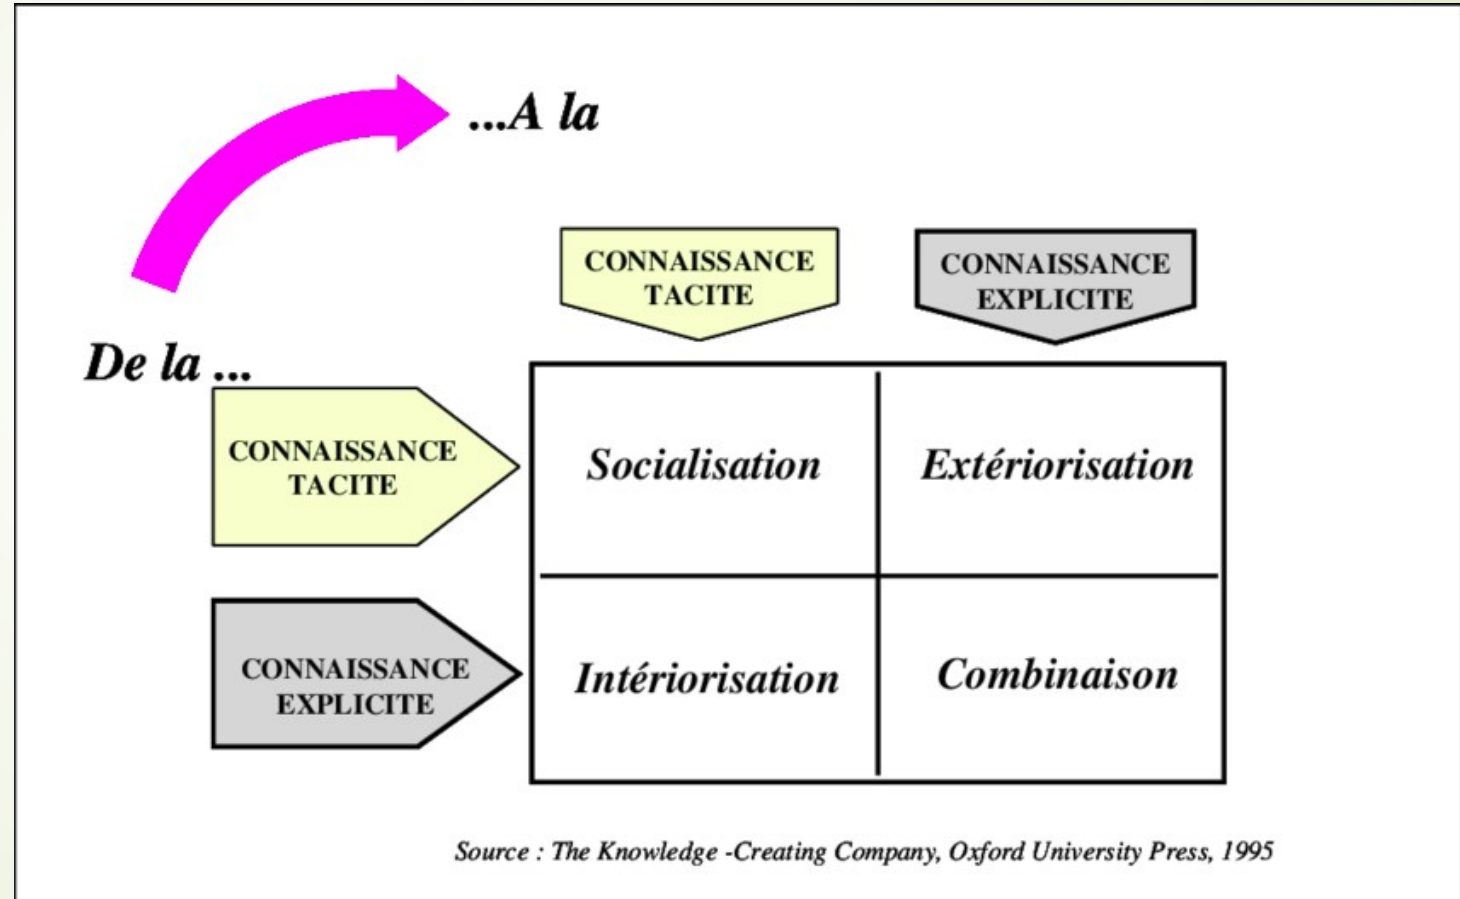 ...A la
CONNAISSANCE
TACITE
CONNAISSANCE
EXPLICITE
De la ...
CONNAISSANCE
TACITE
Socialisation
Extériorisation
CONNAISSANCE
EXPLICITE
Intériorisation
Combinaison
Source : The Knowledge -Creating Company, Oxford University Press, 1995